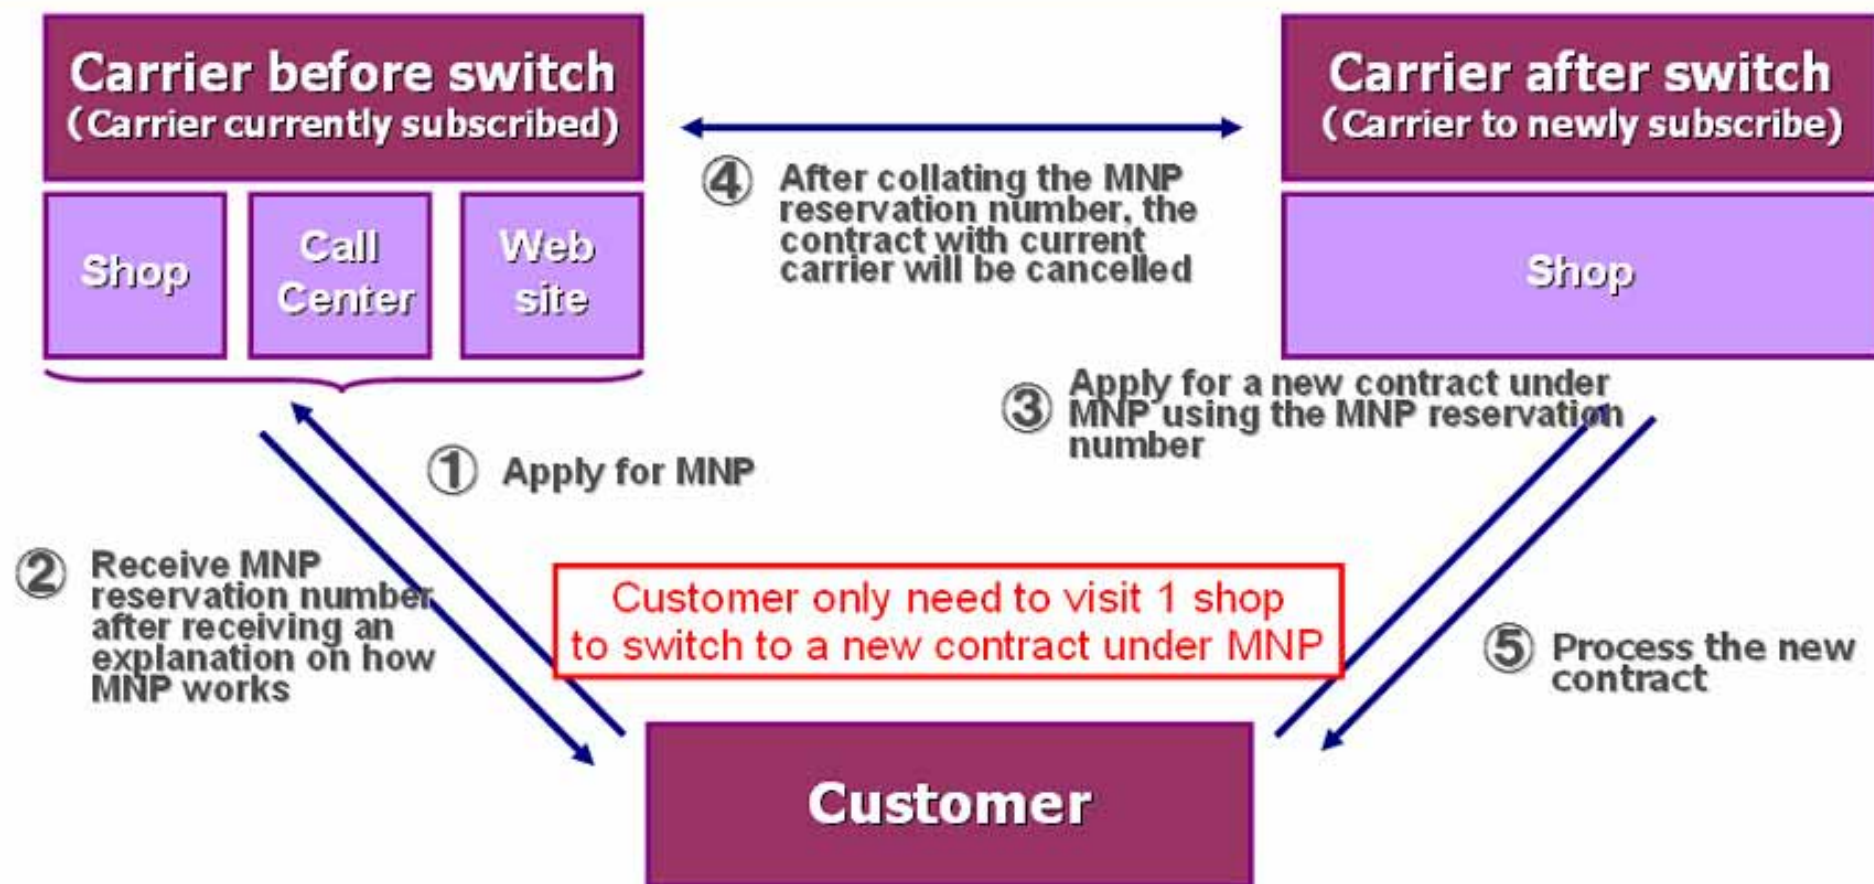 Carrier before switch
(Carrier currently subscribed)
Shop
Call
Center
Web
site
Carrier after switch
(Carrier to newly subscribe)
Shop
④ After collating the MNP
reservation number, the
contract with current
carrier will be cancelled
③ Apply for a new contract under
MNP using the MNP reservation
number
① Apply for MNP
② Receive MNP
reservation number
after receiving an
explanation on how
MNP works
Customer only need to visit 1 shop
to switch to a new contract under MNP
⑤ Process the new
contract
Customer